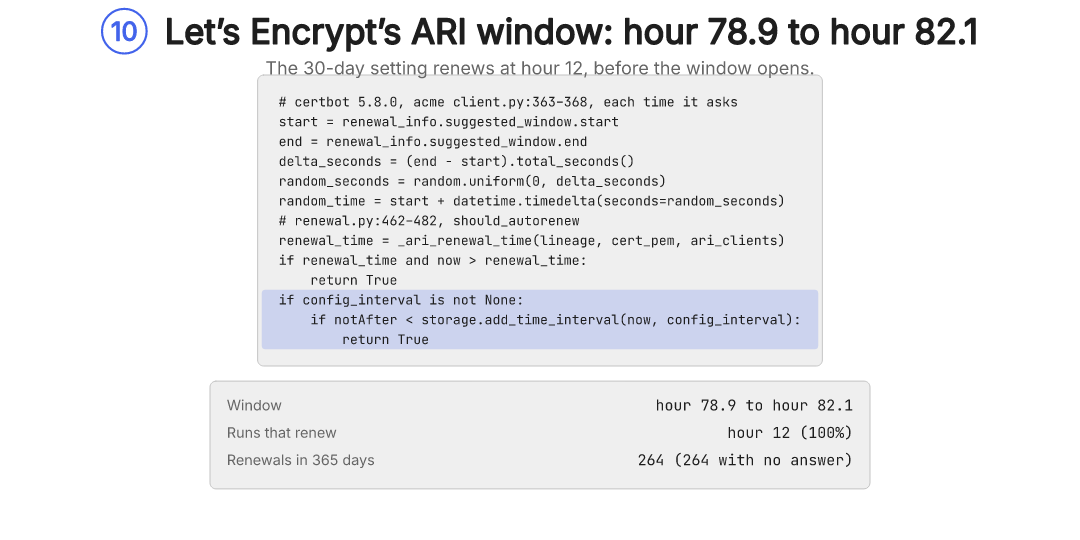 10 Let’s Encrypt’s ARI window: hour 78.9 to hour 82.1
The 30-day setting renews at hour 12, before the window opens.
# certbot 5.8.0, acme client.py:363–368, each time it asks
start = renewal_info.suggested_window.start
end = renewal_info.suggested_window.end
delta_seconds = (end - start).total_seconds()
random_seconds = random.uniform(0, delta_seconds)
random_time = start + datetime.timedelta(seconds=random_seconds)
# renewal.py:462–482, should_autorenew
renewal_time = _ari_renewal_time(lineage, cert_pem, ari_clients)
if renewal_time and now > renewal_time:
    return True
if config_interval is not None:
    if notAfter < storage.add_time_interval(now, config_interval):
        return True
Window hour 78.9 to hour 82.1
Runs that renew hour 12 (100%)
Renewals in 365 days 264 (264 with no answer)